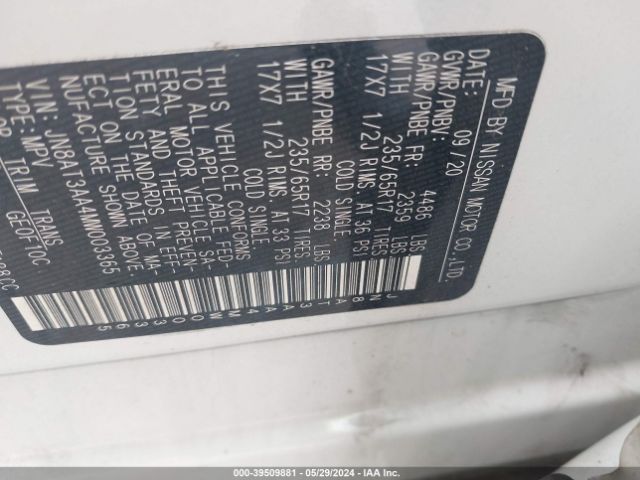 MFD BY NISSAN MOTOR CO.,LTD.
DATE: 09/20
GVWR/PNBV: 4486 LBS
GAWR/PNBE FR: 2353 LBS
WITH 235/65R17 TIRES
17X7 1/2J RIMS, AT 36 PSI
COLD SINGLE
GAWR/PNBE RR: 2238 LBS
WITH 235/65R17 TIRES
17X7 1/2J RIMS, AT 33 PSI
COLD SINGLE
THIS VEHICLE CONFORMS
TO ALL APPLICABLE FED-
ERAL MOTOR VEHICLE SA-
FETY AND THEFT PREVEN-
TION STANDARDS IN EFF-
ECT ON THE DATE OF MA-
NUFACTURE SHOWN ABOVE.
VIN: JN8AT3AA4MW003365
TYPE: MPV
TRIM TRANS
GE0F70C
JN8AT3AA4MW003365
000-39509881 - 05/29/2024 - IAA Inc.